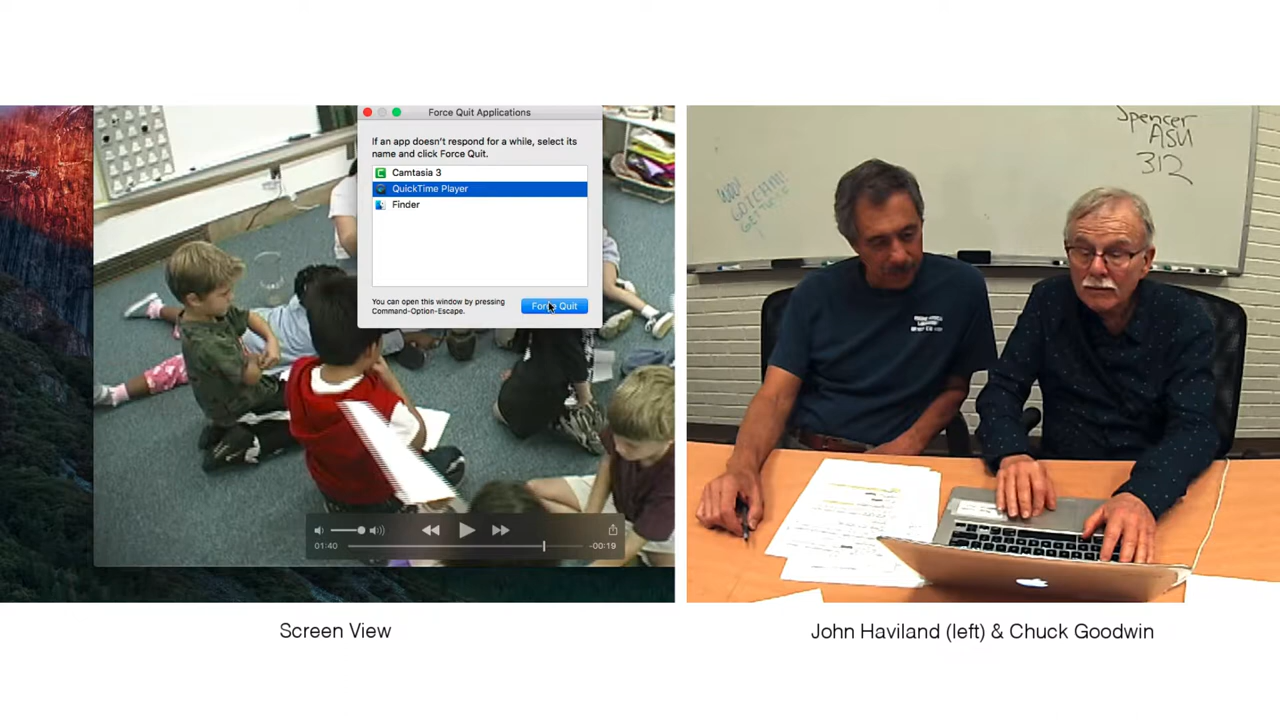 Force Quit Applications
If an app doesn't respond for a while, select its
name and click Force Quit.
Camtasia 3
QuickTime Player
Finder
You can open this window by pressing
Command-Option-Escape.
Force Quit
01:40
-00:19
Spencer
ASU
312
Screen View
John Haviland (left) & Chuck Goodwin